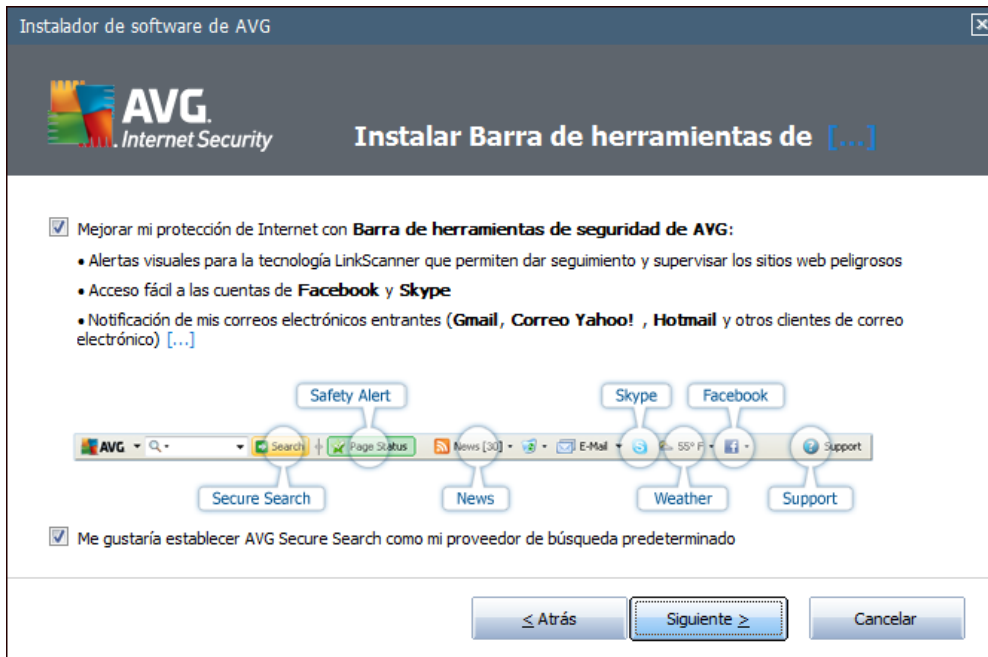 Instalador de software de AVG
AVG.
Internet Security
Instalar Barra de herramientas de [...]
Mejorar mi protección de Internet con Barra de herramientas de seguridad de AVG:
• Alertas visuales para la tecnología LinkScanner que permiten dar seguimiento y supervisar los sitios web peligrosos
• Acceso fácil a las cuentas de Facebook y Skype
• Notificación de mis correos electrónicos entrantes (Gmail, Correo Yahoo! , Hotmail y otros clientes de correo
electrónico) [...]
Safety Alert
Skype
Facebook
AVG
Search
Page Status
News [30]
E-Mail
55° F
Support
Secure Search
News
Weather
Support
Me gustaría establecer AVG Secure Search como mi proveedor de búsqueda predeterminado
< Atrás
Siguiente >
Cancelar